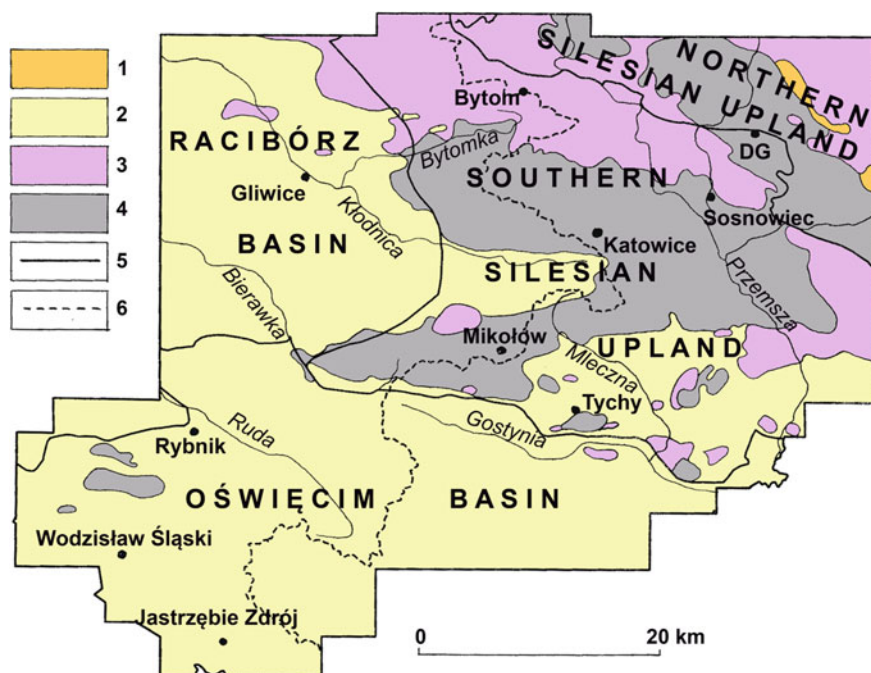 1
2
3
4
5
6
NORTHERN
SILESIAN UPLAND
Bytom
DG
RACIBÓRZ
Bytomka
SOUTHERN
Gliwice
Sosnowiec
Kłodnica
Katowice
BASIN
SILESIAN
Bierawka
Przemsza
Mikołów
UPLAND
Mleczna
Tychy
Ruda
Gostynia
Rybnik
OŚWIĘCIM BASIN
Wodzisław Śląski
Jastrzębie Zdrój
0 20 km